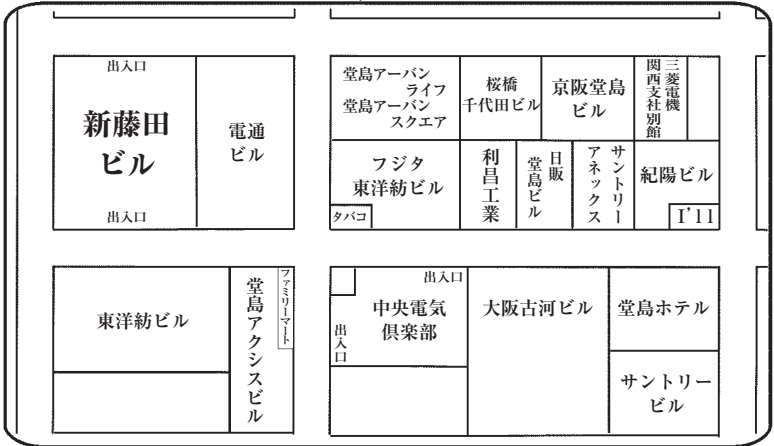 出入口
新藤田
ビル
出入口
電通
ビル
堂島アーバン
ライフ
堂島アーバン
スクエア
桜橋
千代田ビル
京阪堂島
ビル
三菱電機
関西支社別館
フジタ
東洋紡ビル
タバコ
利昌工業
日販
堂島ビル
サントリー
アネックス
紀陽ビル
I'll
東洋紡ビル
堂島アクシスビル
ファミリーマート
出入口
中央電気
倶楽部
出入口
大阪古河ビル
堂島ホテル
サントリー
ビル